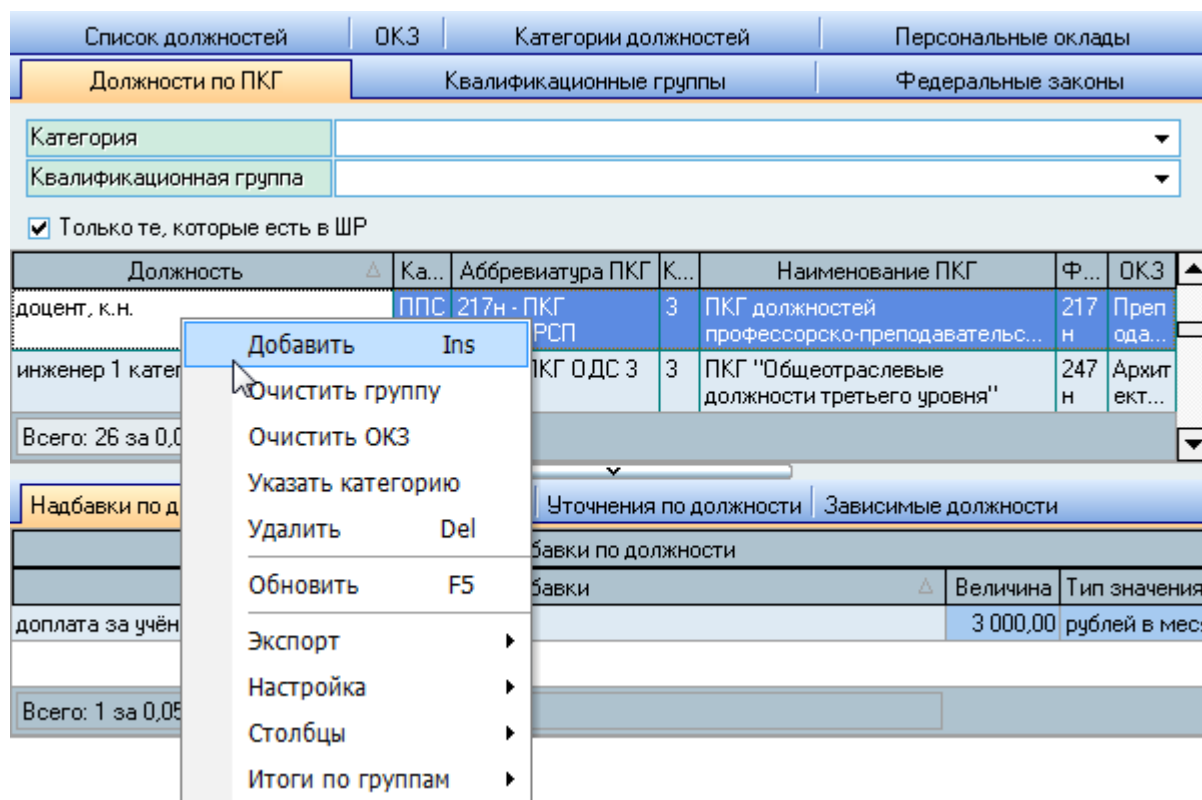 Список должностей ОКЗ Категории должностей Персональные оклады
Должности по ПКГ Квалификационные группы Федеральные законы
Категория
Квалификационная группа
Только те, которые есть в ШР
Должность Ка... Аббревиатура ПКГ К... Наименование ПКГ Ф... ОКЗ
доцент, к.н. ППС 217н - ПКГ 3 ПКГ должностей 217 Преп
РСП профессорско-преподавательс... н ода...
инженер 1 катег ПКГ ОДС 3 3 ПКГ "Общеотраслевые 247 Архит
должности третьего уровня" н ект...
Всего: 26 за 0,0
Добавить Ins
Очистить группу
Очистить ОКЗ
Указать категорию
Удалить Del
Обновить F5
Экспорт
Настройка
Столбцы
Итоги по группам
Надбавки по д Уточнения по должности Зависимые должности
бавки по должности
бавки Величина Тип значения
доплата за учён 3 000,00 рублей в мес
Всего: 1 за 0,05